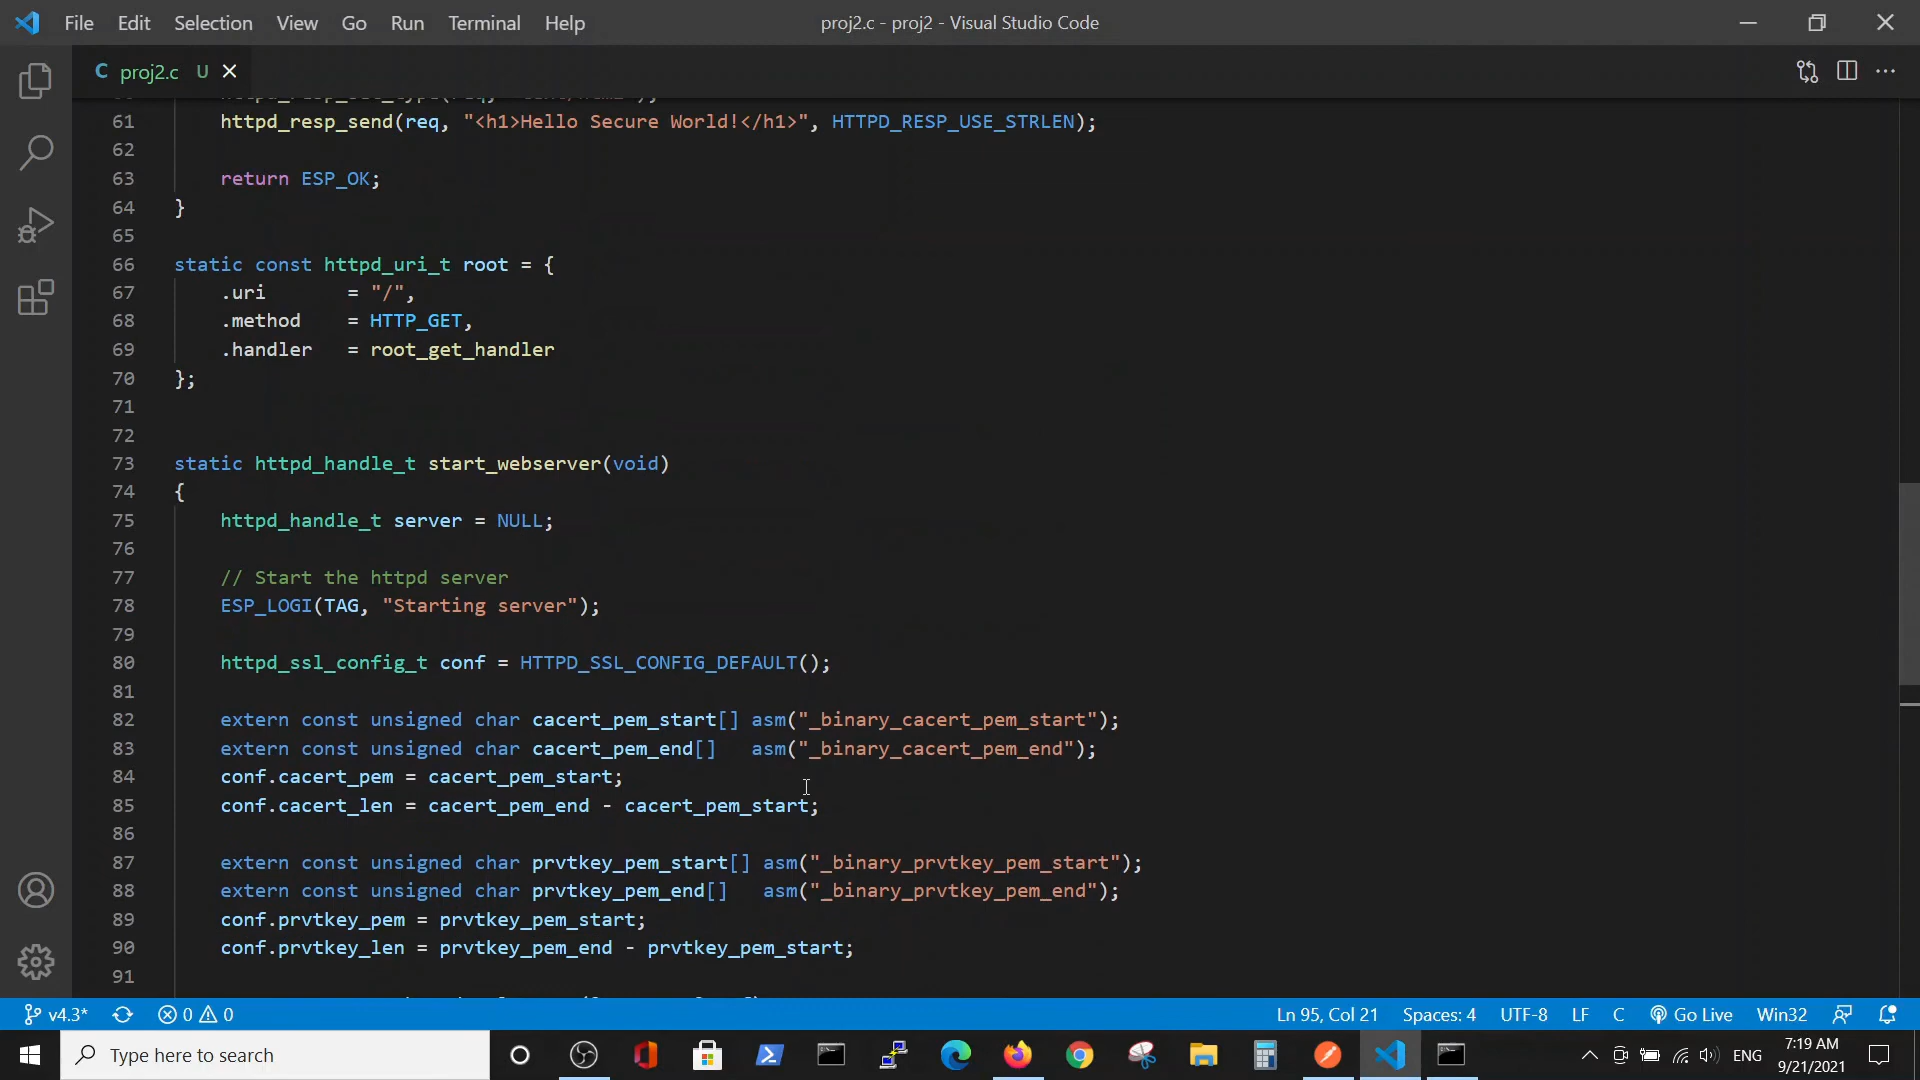 File Edit Selection View Go Run Terminal Help proj2.c - proj2 - Visual Studio Code
C proj2.c U
61 httpd_resp_send(req, "<h1>Hello Secure World!</h1>", HTTPD_RESP_USE_STRLEN);
62
63 return ESP_OK;
64 }
65
66 static const httpd_uri_t root = {
67 .uri = "/",
68 .method = HTTP_GET,
69 .handler = root_get_handler
70 };
71
72
73 static httpd_handle_t start_webserver(void)
74 {
75 httpd_handle_t server = NULL;
76
77 // Start the httpd server
78 ESP_LOGI(TAG, "Starting server");
79
80 httpd_ssl_config_t conf = HTTPD_SSL_CONFIG_DEFAULT();
81
82 extern const unsigned char cacert_pem_start[] asm("_binary_cacert_pem_start");
83 extern const unsigned char cacert_pem_end[] asm("_binary_cacert_pem_end");
84 conf.cacert_pem = cacert_pem_start;
85 conf.cacert_len = cacert_pem_end - cacert_pem_start;
86
87 extern const unsigned char prvtkey_pem_start[] asm("_binary_prvtkey_pem_start");
88 extern const unsigned char prvtkey_pem_end[] asm("_binary_prvtkey_pem_end");
89 conf.prvtkey_pem = prvtkey_pem_start;
90 conf.prvtkey_len = prvtkey_pem_end - prvtkey_pem_start;
91
v4.3* 0 0 Ln 95, Col 21 Spaces: 4 UTF-8 LF C Go Live Win32
Type here to search ENG 7:19 AM
9/21/2021